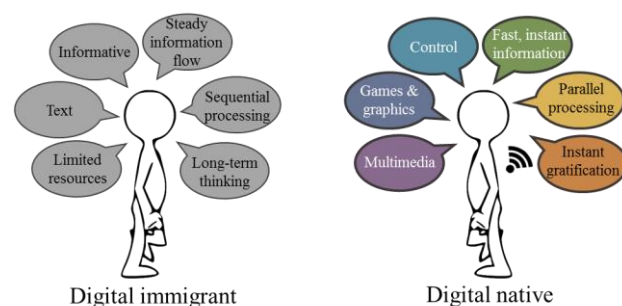 Steady
information
flow
Informative
Text
Sequential
processing
Limited
resources
Long-term
thinking
Digital immigrant
Control
Fast, instant
information
Games &
graphics
Parallel
processing
Multimedia
Instant
gratification
Digital native